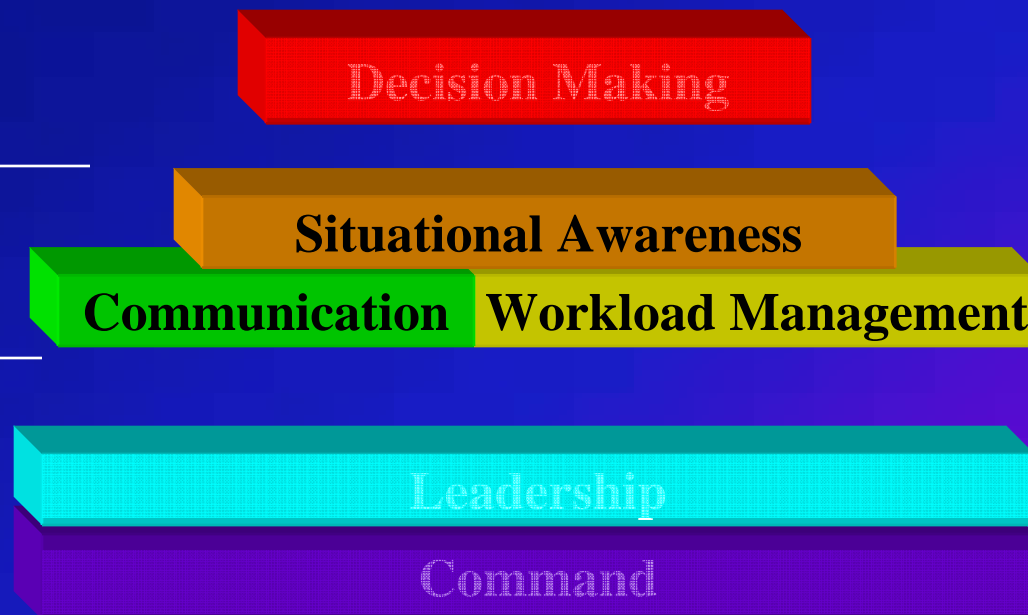 Decision Making
Situational Awareness
Communication Workload Management
Leadership
Command